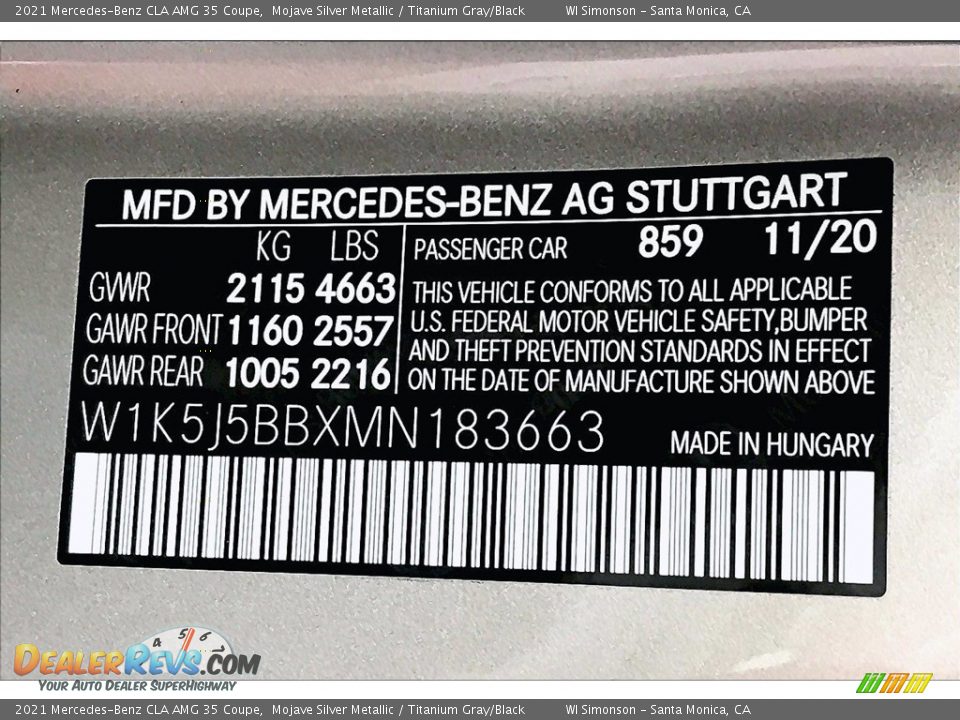 2021 Mercedes-Benz CLA AMG 35 Coupe, Mojave Silver Metallic / Titanium Gray/Black WI Simonson - Santa Monica, CA
MFD BY MERCEDES-BENZ AG STUTTGART
KG LBS PASSENGER CAR 859 11/20
GVWR 2115 4663
GAWR FRONT 1160 2557
GAWR REAR 1005 2216
THIS VEHICLE CONFORMS TO ALL APPLICABLE
U.S. FEDERAL MOTOR VEHICLE SAFETY,BUMPER
AND THEFT PREVENTION STANDARDS IN EFFECT
ON THE DATE OF MANUFACTURE SHOWN ABOVE
W1K5J5BBXMN183663
MADE IN HUNGARY
4 5 6 7
DEALERREVS.COM
YOUR AUTO DEALER SUPERHIGHWAY
2021 Mercedes-Benz CLA AMG 35 Coupe, Mojave Silver Metallic / Titanium Gray/Black WI Simonson - Santa Monica, CA